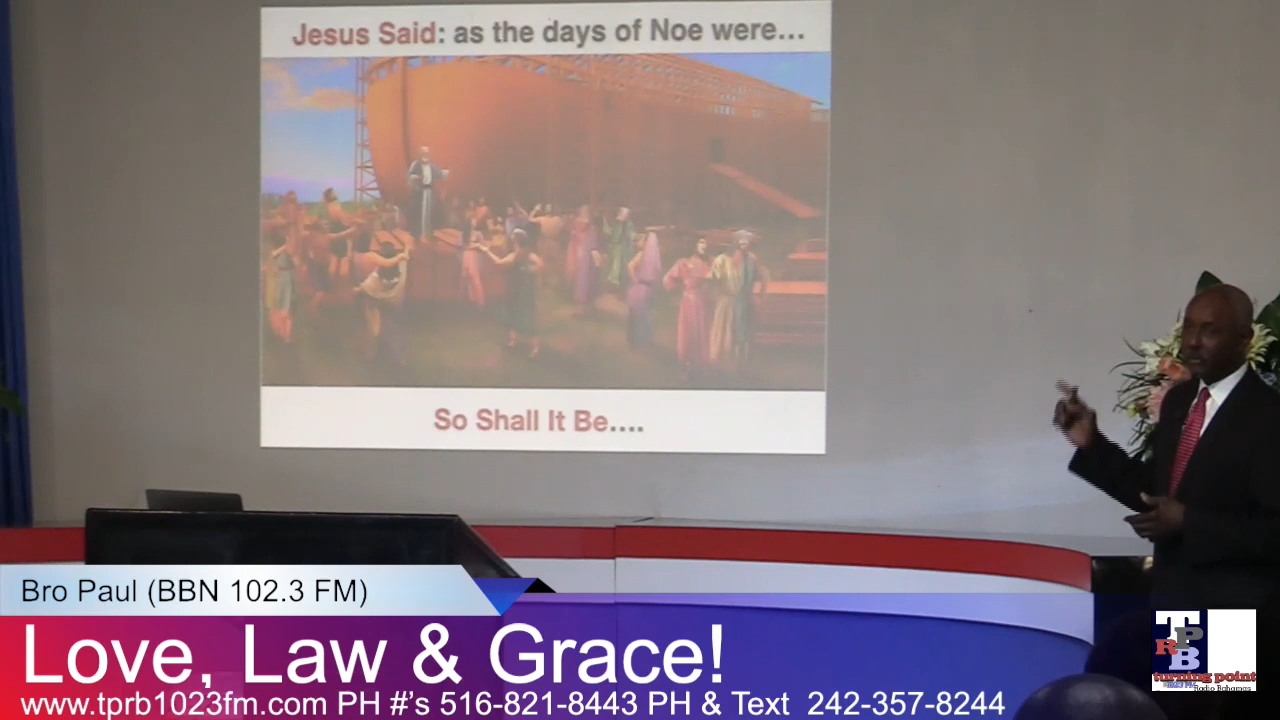 Jesus Said: as the days of Noe were...
So Shall It Be....
Bro Paul (BBN 102.3 FM)
Love, Law & Grace!
www.tprb1023fm.com PH #'s 516-821-8443 PH & Text 242-357-8244
TPRB
turning point
Radio Bahamas